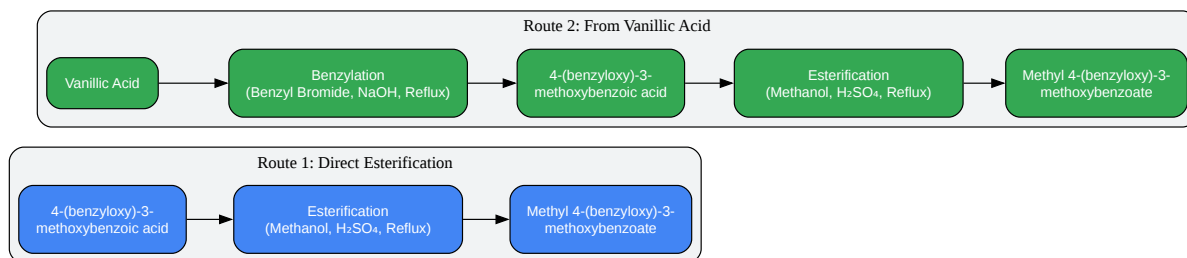 Route 2: From Vanillic Acid
Vanillic Acid
Benzylation
(Benzyl Bromide, NaOH, Reflux)
4-(benzyloxy)-3-
methoxybenzoic acid
Esterification
(Methanol, H₂SO₄, Reflux)
Methyl 4-(benzyloxy)-3-
methoxybenzoate
Route 1: Direct Esterification
4-(benzyloxy)-3-
methoxybenzoic acid
Esterification
(Methanol, H₂SO₄, Reflux)
Methyl 4-(benzyloxy)-3-
methoxybenzoate